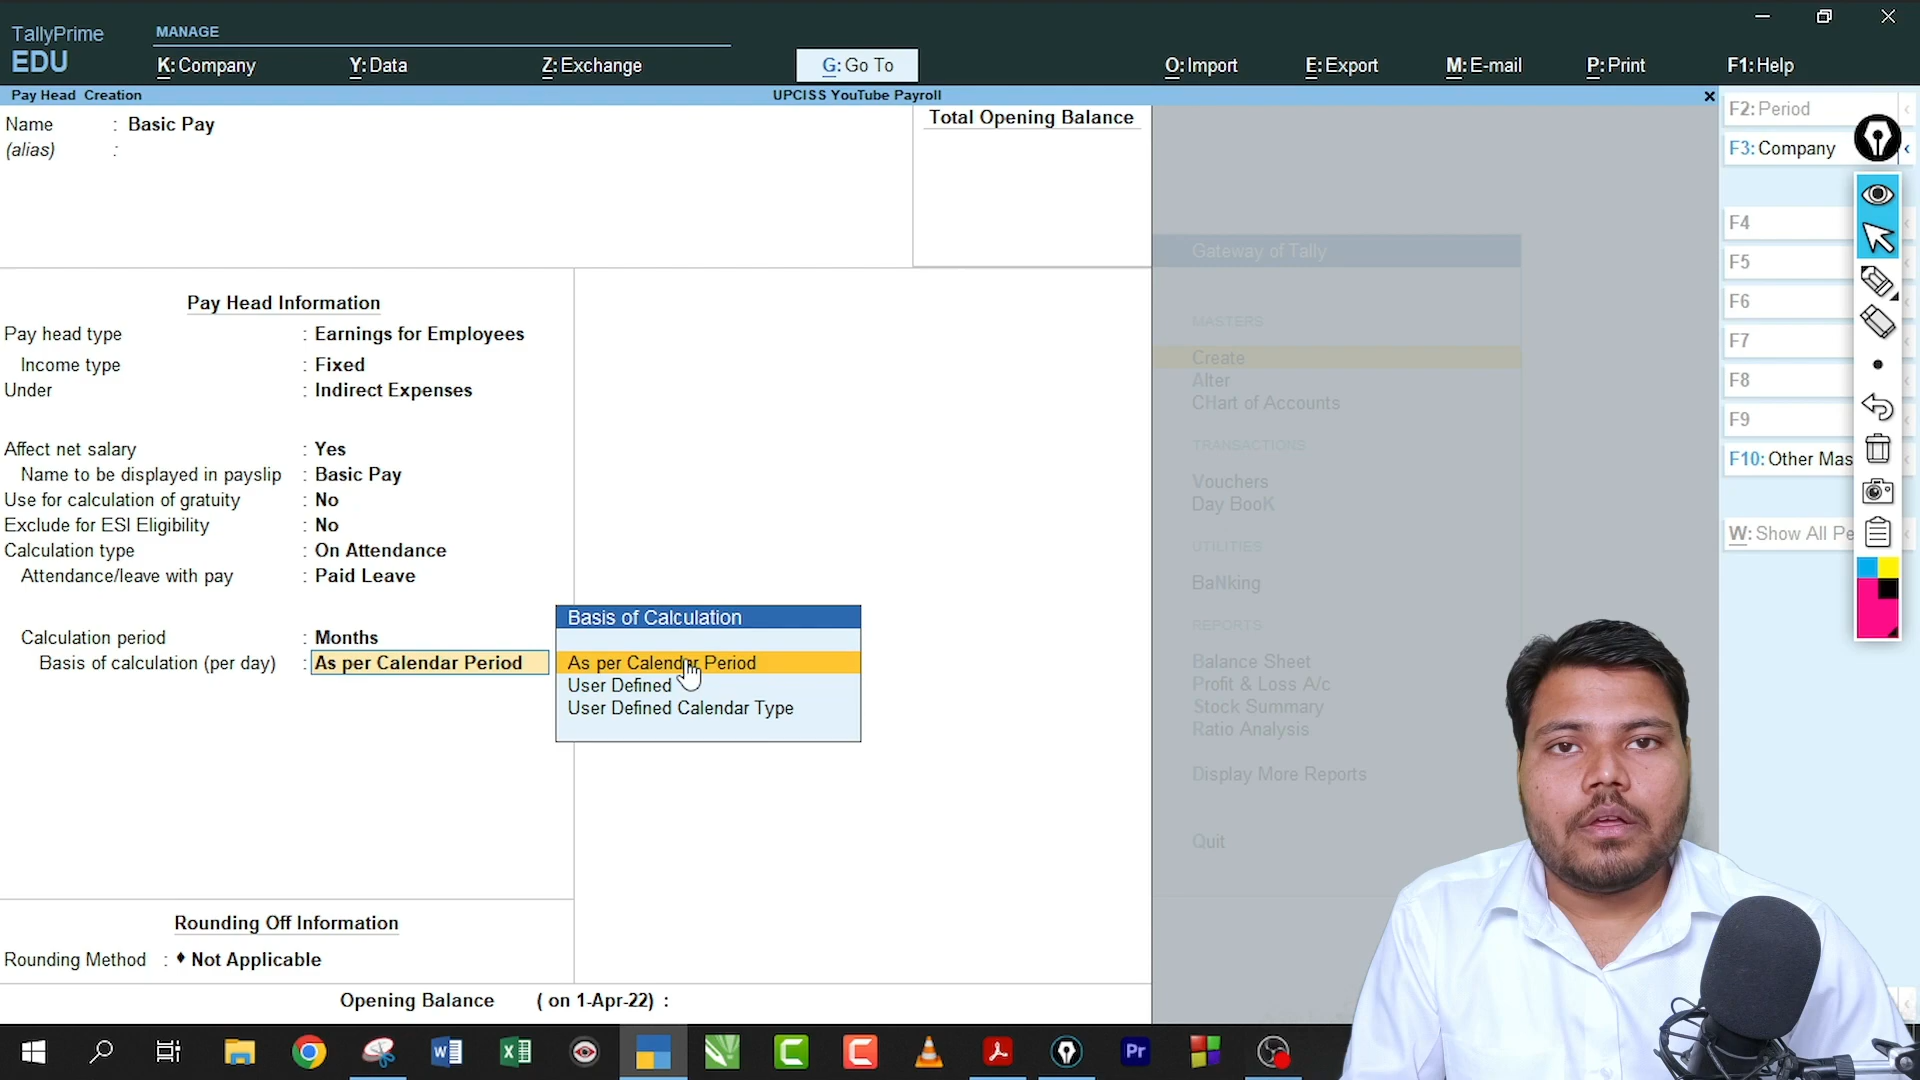 TallyPrime
EDU
MANAGE
K: Company
Y: Data
Z: Exchange
G: Go To
O: Import
E: Export
M: E-mail
P: Print
F1: Help
Pay Head Creation
UPCISS YouTube Payroll
Name : Basic Pay
(alias) :
Total Opening Balance
Pay Head Information
Pay head type : Earnings for Employees
Income type : Fixed
Under : Indirect Expenses
Affect net salary : Yes
Name to be displayed in payslip : Basic Pay
Use for calculation of gratuity : No
Exclude for ESI Eligibility : No
Calculation type : On Attendance
Attendance/leave with pay : Paid Leave
Calculation period : Months
Basis of calculation (per day) : As per Calendar Period
Basis of Calculation
As per Calendar Period
User Defined
User Defined Calendar Type
Rounding Off Information
Rounding Method : ♦ Not Applicable
Opening Balance ( on 1-Apr-22) :
Gateway of Tally
MASTERS
Create
Alter
CHart of Accounts
TRANSACTIONS
Vouchers
Day BooK
UTILITIES
BaNking
REPORTS
Balance Sheet
Profit & Loss A/c
Stock Summary
Ratio Analysis
Display More Reports
Quit
F2: Period
F3: Company
F4
F5
F6
F7
F8
F9
F10: Other Mas
W: Show All Pe
Pr